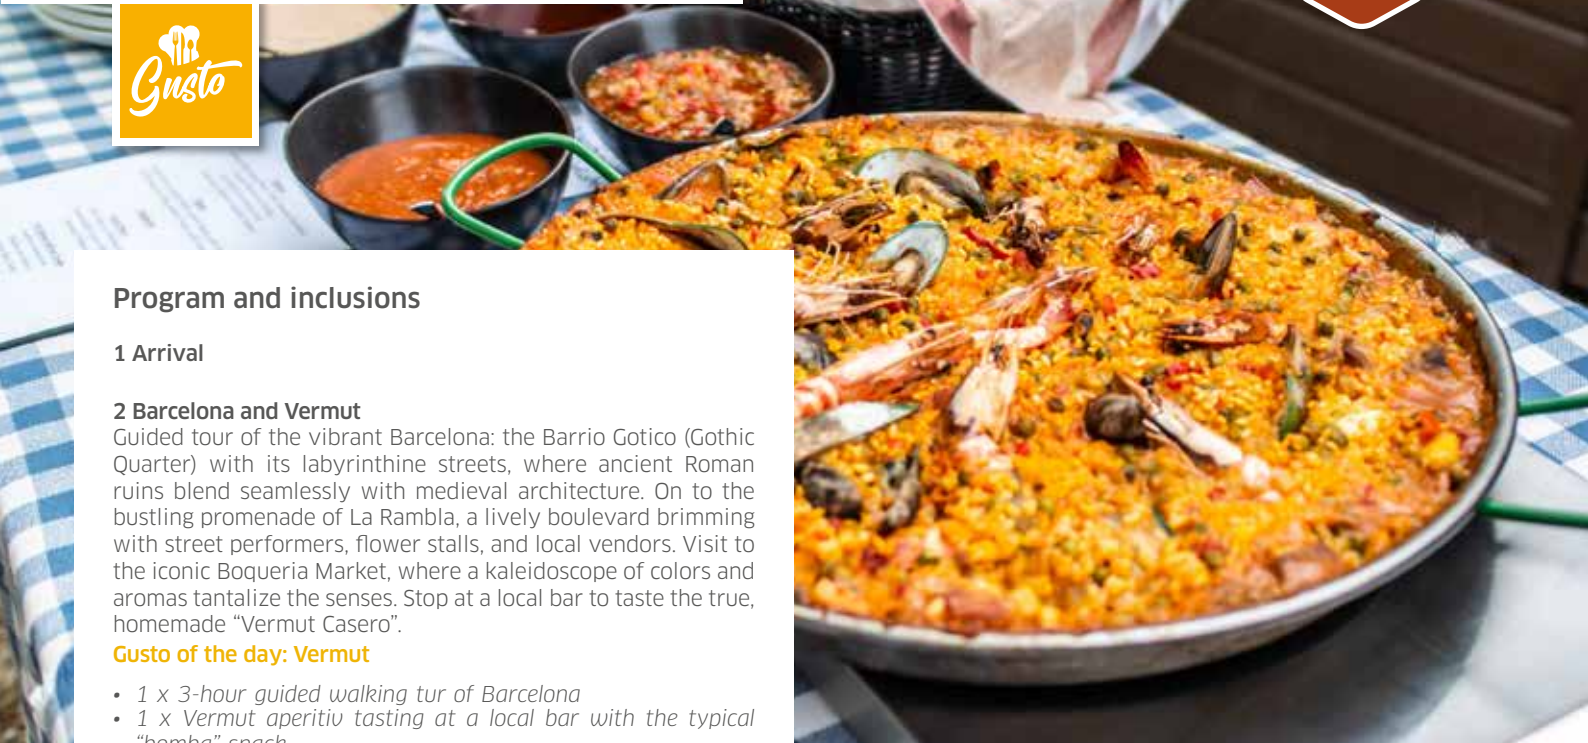 Gusto
Program and inclusions
1 Arrival
2 Barcelona and Vermut
Guided tour of the vibrant Barcelona: the Barrio Gotico (Gothic
Quarter) with its labyrinthine streets, where ancient Roman
ruins blend seamlessly with medieval architecture. On to the
bustling promenade of La Rambla, a lively boulevard brimming
with street performers, flower stalls, and local vendors. Visit to
the iconic Boqueria Market, where a kaleidoscope of colors and
aromas tantalize the senses. Stop at a local bar to taste the true,
homemade “Vermut Casero”.
Gusto of the day: Vermut
• 1 x 3-hour guided walking tur of Barcelona
• 1 x Vermut aperitiv tasting at a local bar with the typical
“bomba” snack